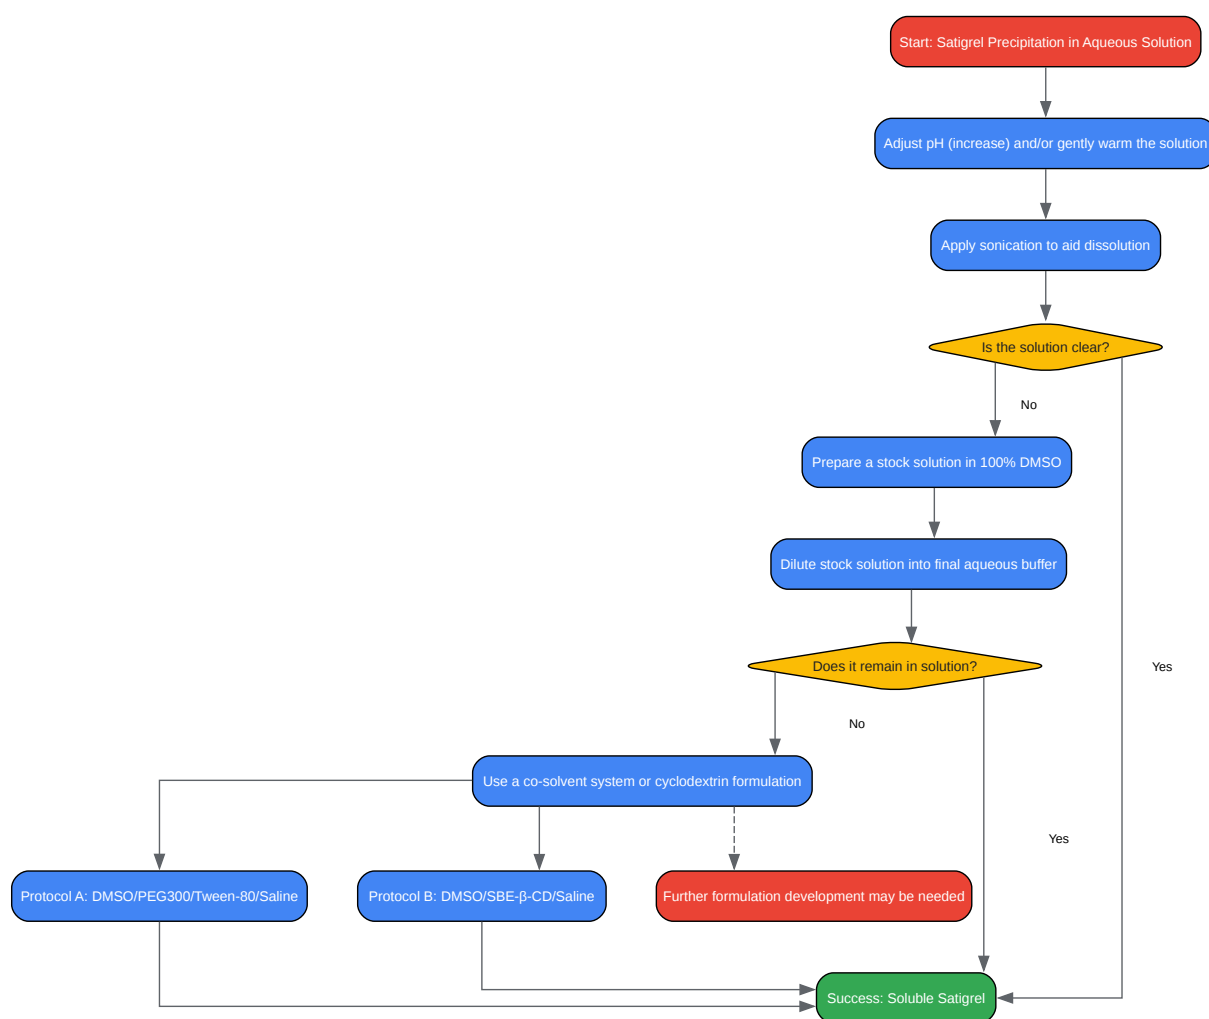 Start: Satigrel Precipitation in Aqueous Solution
Adjust pH (increase) and/or gently warm the solution
Apply sonication to aid dissolution
Is the solution clear?
No
Prepare a stock solution in 100% DMSO
Dilute stock solution into final aqueous buffer
Does it remain in solution?
Yes
No
Use a co-solvent system or cyclodextrin formulation
Yes
Protocol A: DMSO/PEG300/Tween-80/Saline
Protocol B: DMSO/SBE-β-CD/Saline
Further formulation development may be needed
Success: Soluble Satigrel